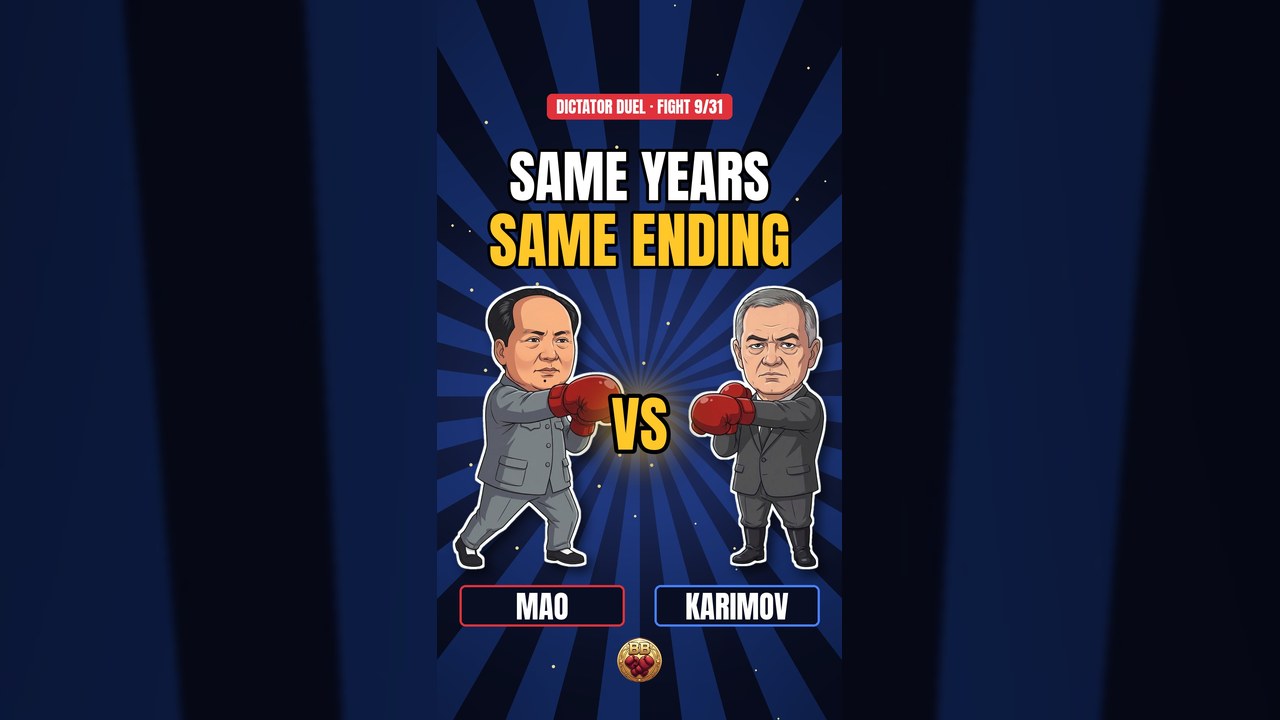 DICTATOR DUEL · FIGHT 9/31
SAME YEARS
SAME ENDING
VS
MAO
KARIMOV
BB